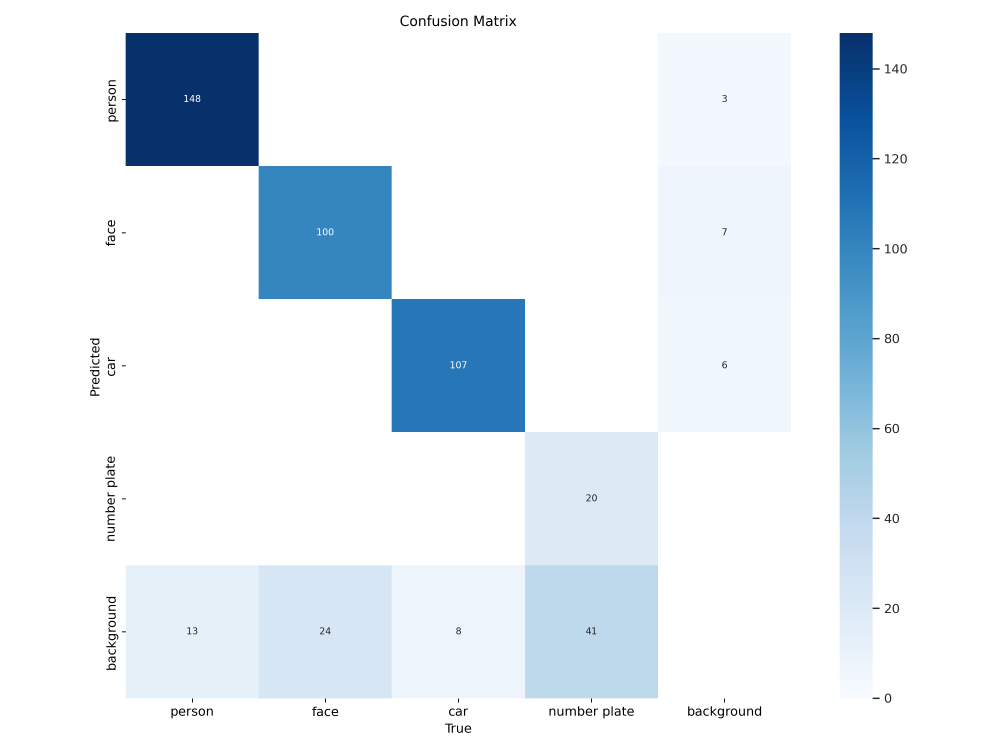 Confusion Matrix
person
148
3
140
120
face
100
7
100
80
Predicted
car
107
6
60
number plate
20
40
20
background
13
24
8
41
0
person
face
car
number plate
background
True